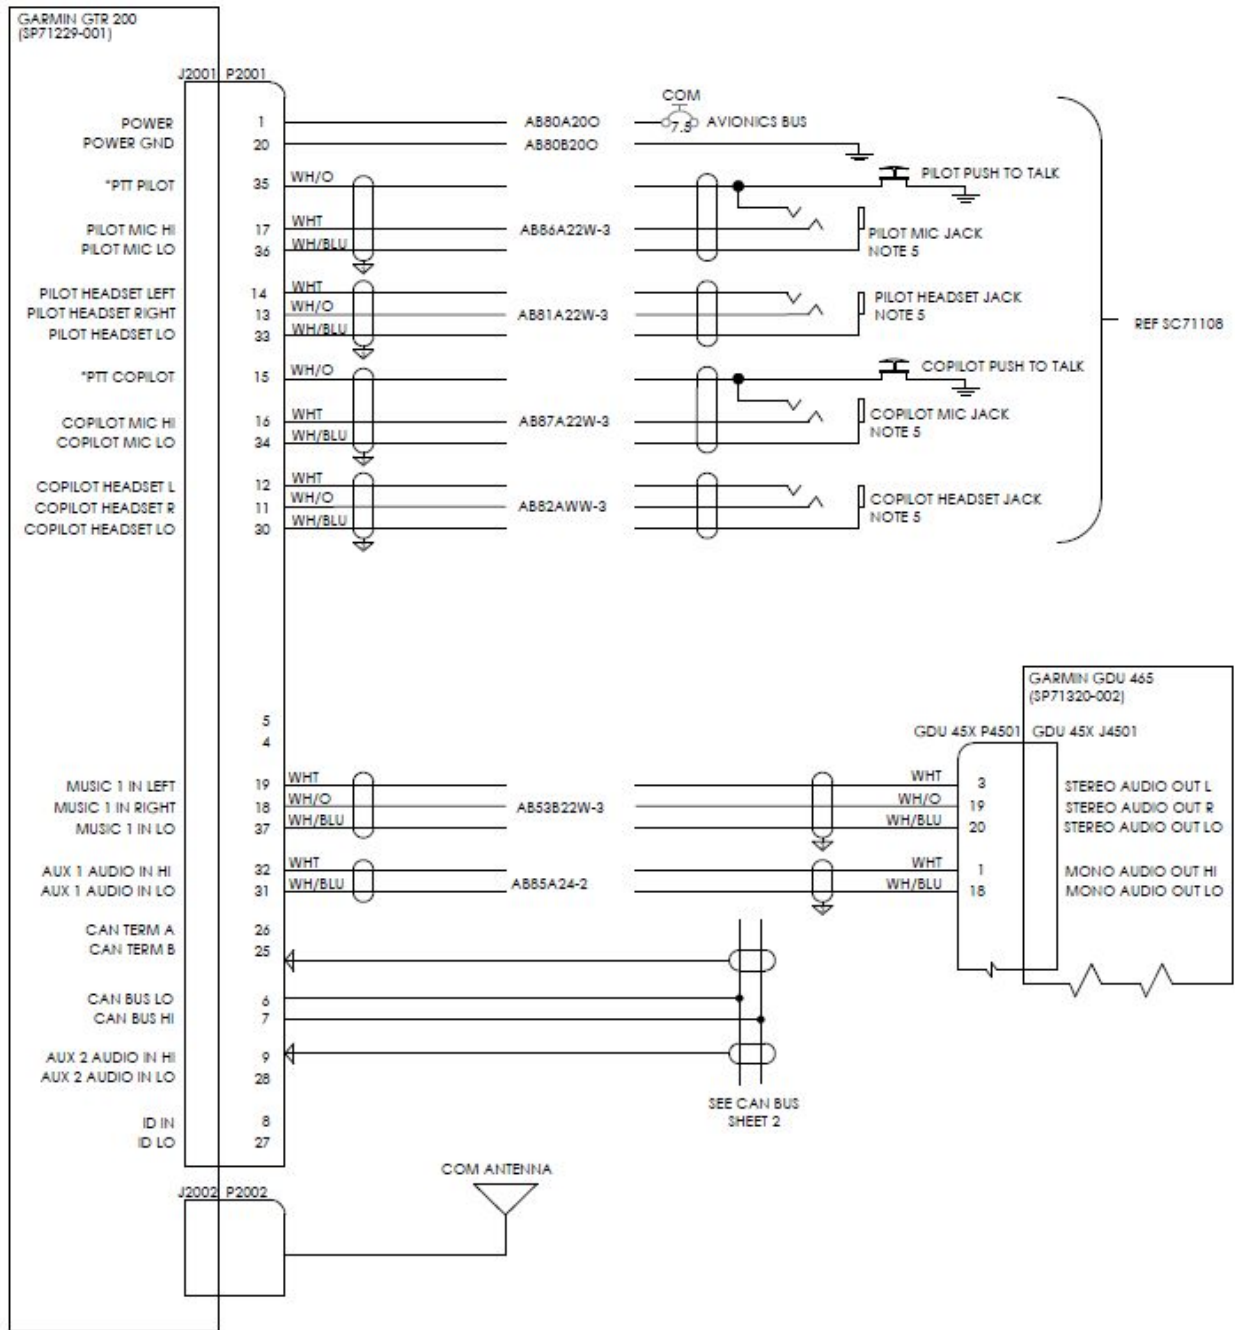 GARMIN GTR 200
(SP71229-001)
J2001 P2001
COM
POWER 1 AB80A20O 7.5 AVIONICS BUS
POWER GND 20 AB80B20O
*PTT PILOT 35 WH/O PILOT PUSH TO TALK
PILOT MIC HI 17 WHT AB86A22W-3 PILOT MIC JACK
PILOT MIC LO 36 WH/BLU NOTE 5
PILOT HEADSET LEFT 14 WHT PILOT HEADSET JACK
PILOT HEADSET RIGHT 13 WH/O AB81A22W-3 NOTE 5
PILOT HEADSET LO 33 WH/BLU
REF SC71108
*PTT COPILOT 15 WH/O COPILOT PUSH TO TALK
COPILOT MIC HI 16 WHT AB87A22W-3 COPILOT MIC JACK
COPILOT MIC LO 34 WH/BLU NOTE 5
COPILOT HEADSET L 12 WHT
COPILOT HEADSET R 11 WH/O AB82AWW-3 COPILOT HEADSET JACK
COPILOT HEADSET LO 30 WH/BLU NOTE 5
GARMIN GDU 465
(SP71320-002)
5
4
GDU 45X P4501 GDU 45X J4501
MUSIC 1 IN LEFT 19 WHT WHT 3 STEREO AUDIO OUT L
MUSIC 1 IN RIGHT 18 WH/O AB53B22W-3 WH/O 19 STEREO AUDIO OUT R
MUSIC 1 IN LO 37 WH/BLU WH/BLU 20 STEREO AUDIO OUT LO
AUX 1 AUDIO IN HI 32 WHT WHT 1 MONO AUDIO OUT HI
AUX 1 AUDIO IN LO 31 WH/BLU AB85A24-2 WH/BLU 18 MONO AUDIO OUT LO
CAN TERM A 26
CAN TERM B 25
CAN BUS LO 6
CAN BUS HI 7
AUX 2 AUDIO IN HI 9
AUX 2 AUDIO IN LO 28
SEE CAN BUS
SHEET 2
ID IN 8
ID LO 27
COM ANTENNA
J2002 P2002